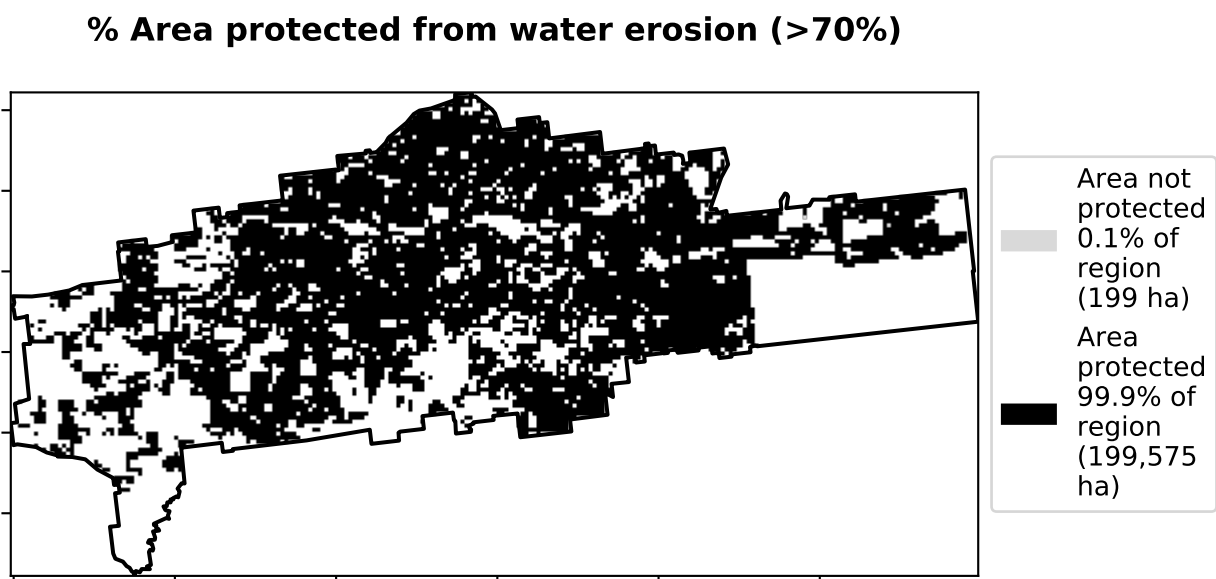 % Area protected from water erosion (>70%)
Area not
protected
0.1% of
region
(199 ha)
Area
protected
99.9% of
region
(199,575
ha)